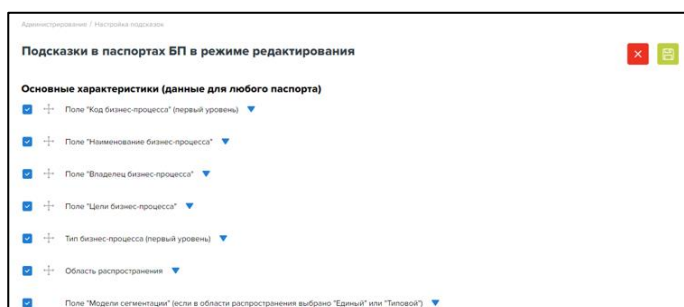 Администрирование / Настройка подсказок
Подсказки в паспортах БП в режиме редактирования
Основные характеристики (данные для любого паспорта)
Поле "Код бизнес-процесса" (первый уровень)
Поле "Наименование бизнес-процесса"
Поле "Владелец бизнес-процесса"
Поле "Цели бизнес-процесса"
Тип бизнес-процесса (первый уровень)
Область распространения
Поле "Модели сегментации" (если в области распространения выбрано "Единый" или "Типовой")